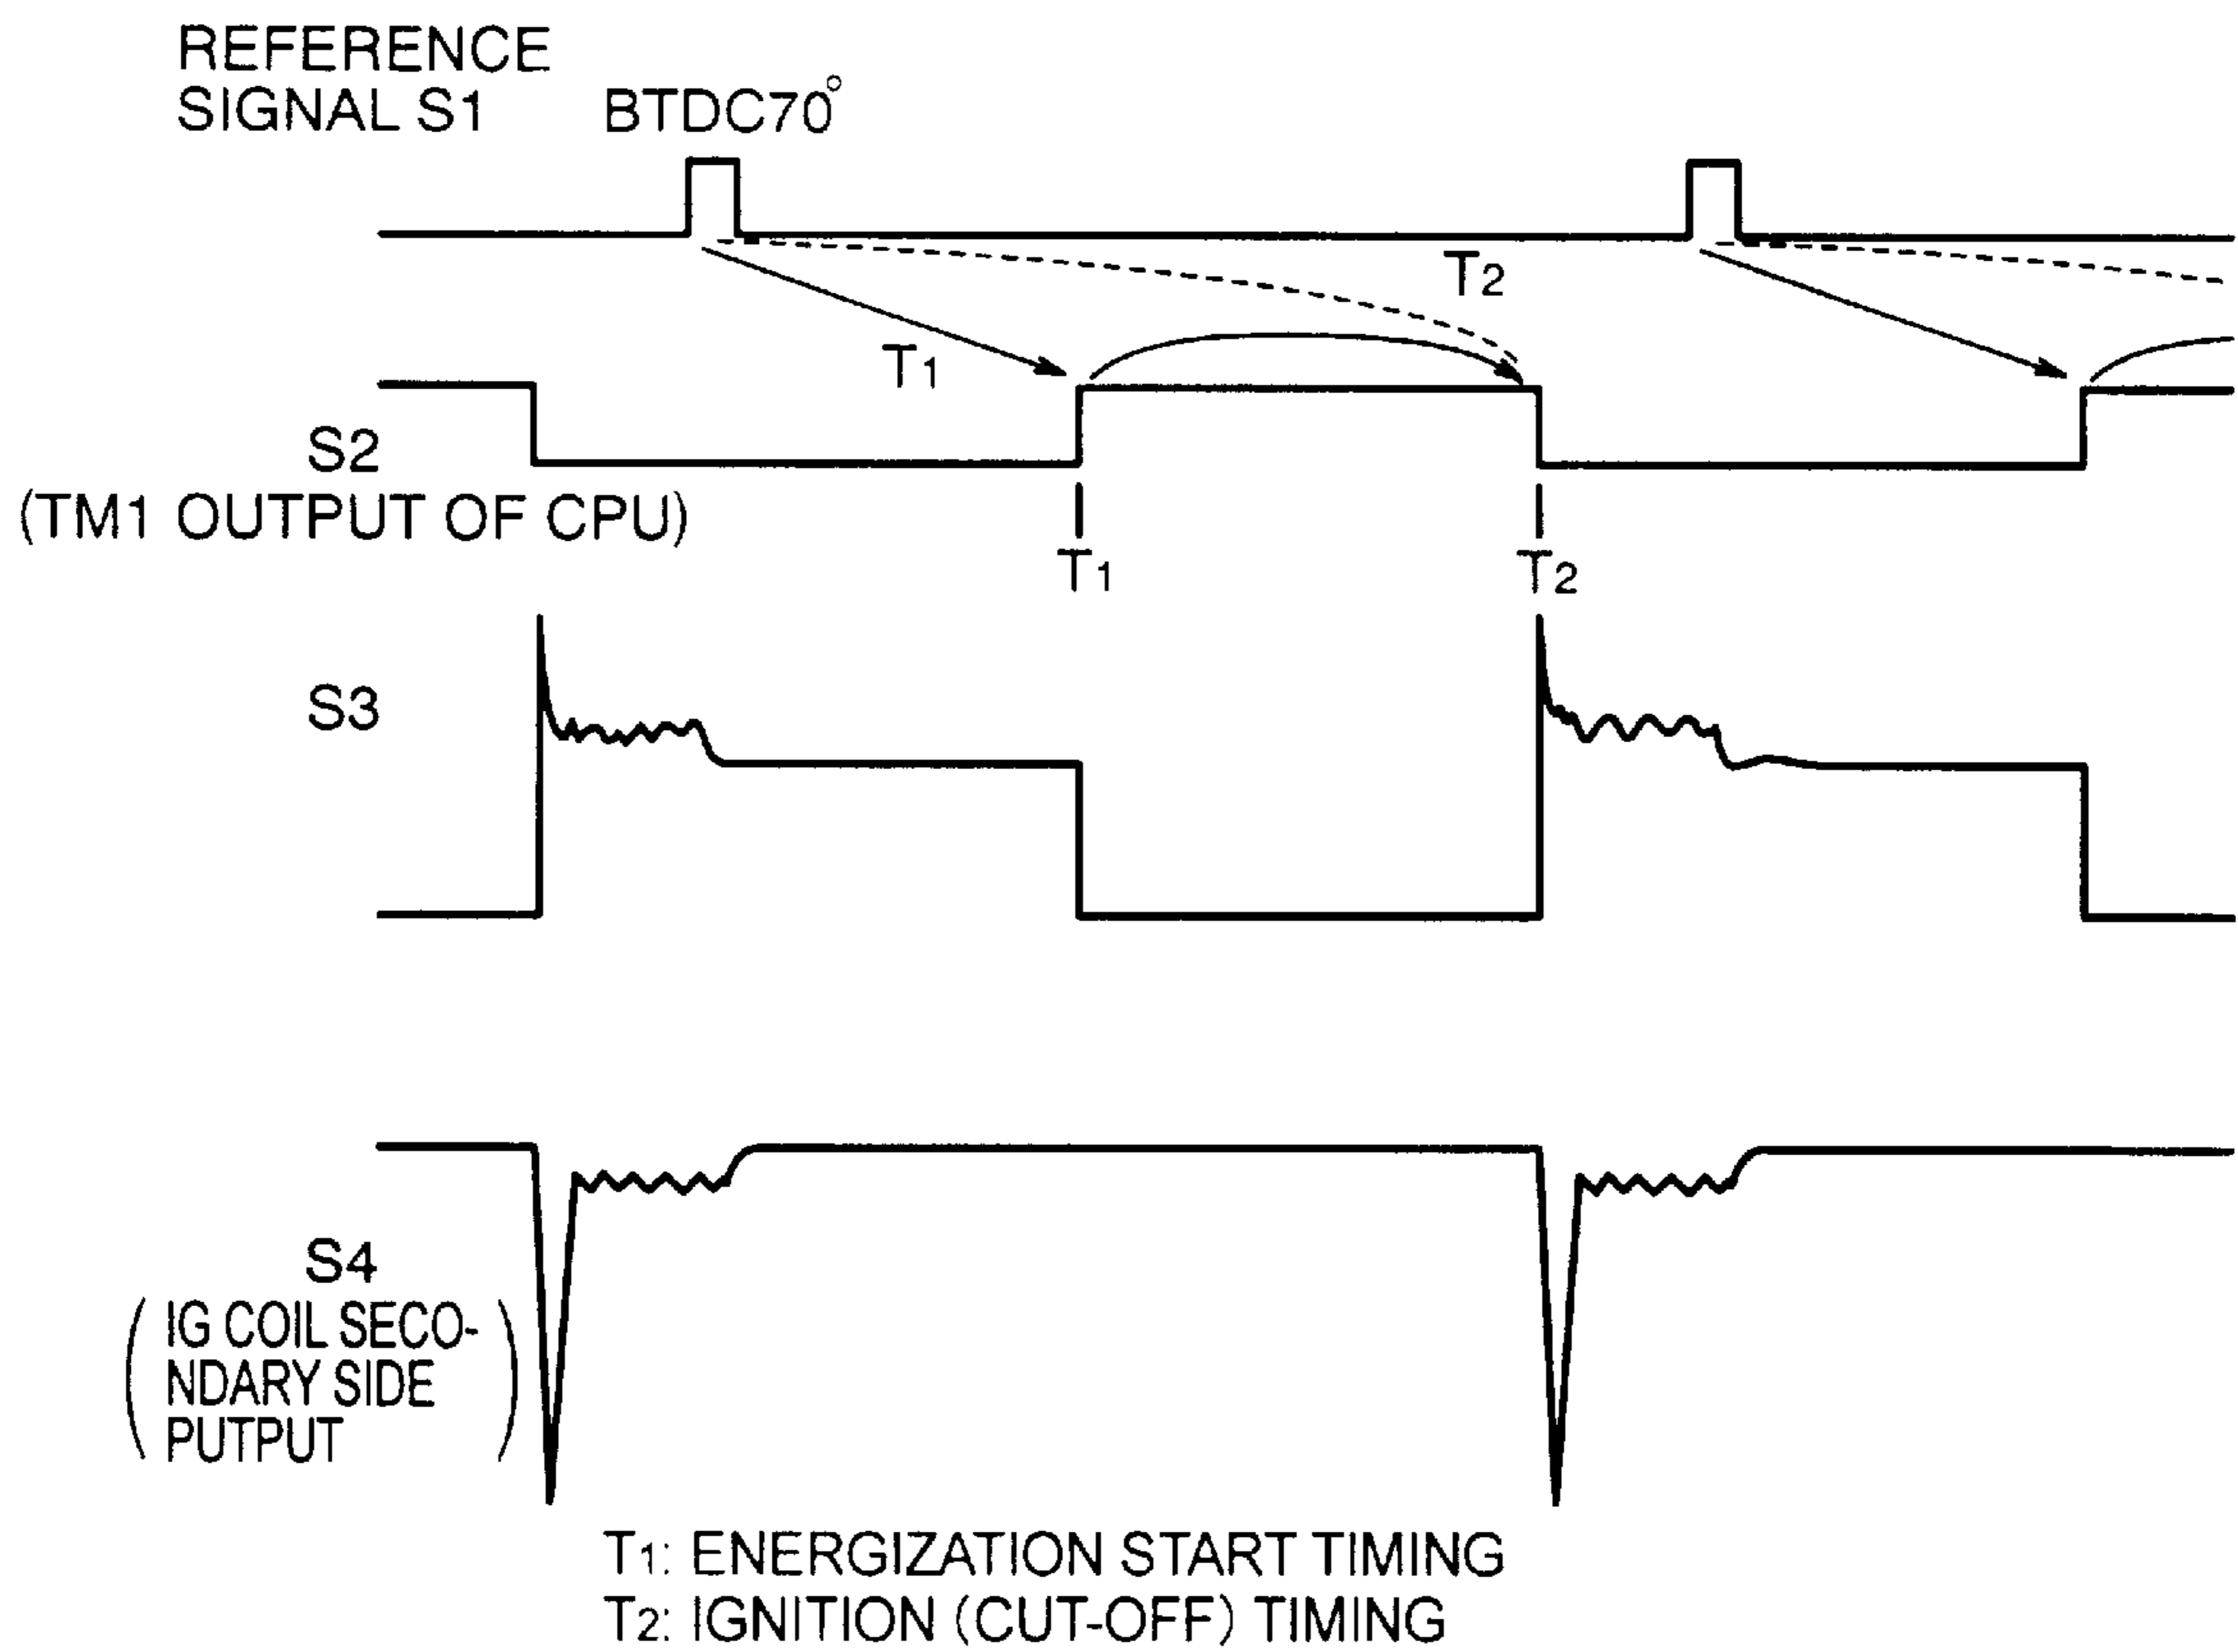 REFERENCE
SIGNAL S1
BTDC70°
T2
T1
S2
(TM1 OUTPUT OF CPU)
T1
T2
S3
S4
(IG COIL SECO-
NDARY SIDE
PUTPUT)
T1: ENERGIZATION START TIMING
T2: IGNITION (CUT-OFF) TIMING